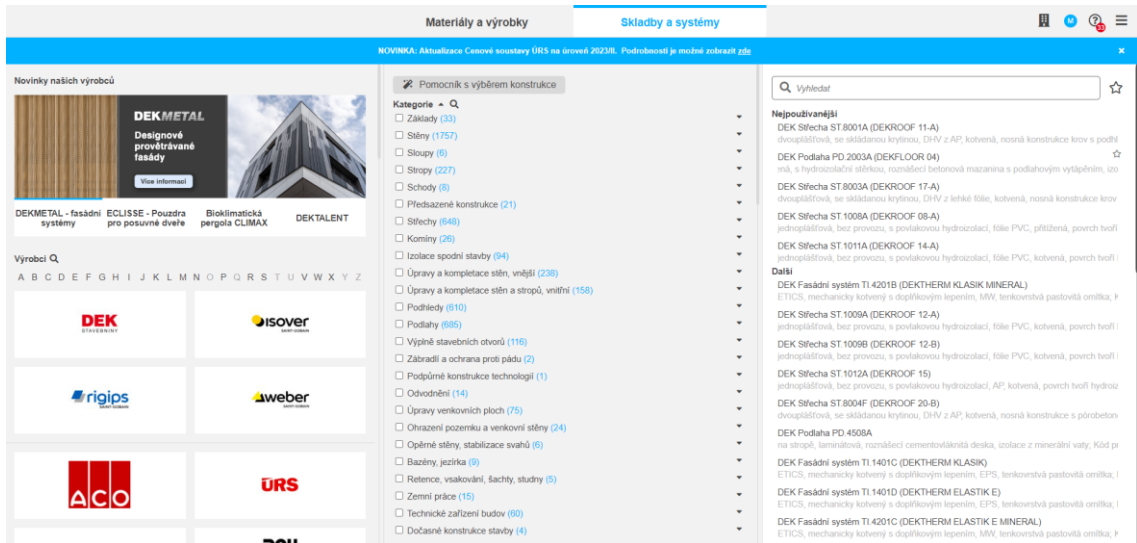 Materiály a výrobky
Skladby a systémy
M
33
NOVINKA: Aktualizace Cenové soustavy ÚRS na úroveň 2023/II. Podrobnosti je možné zobrazit zde
×
Novinky našich výrobců
DEKMETAL
Designové
provětrávané
fasády
Více informací
DEKMETAL - fasádní systémy
ECLISSE - Pouzdra pro posuvné dveře
Bioklimatická pergola CLIMAX
DEKTALENT
Výrobci
A B C D E F G H I J K L M N O P Q R S T U V W X Y Z
DEK
STAVEBNINY
isover
SAINT-GOBAIN
rigips
SAINT-GOBAIN
weber
SAINT-GOBAIN
ACO
ÚRS
Pomocník s výběrem konstrukce
Kategorie
Základy (33)
Stěny (1757)
Sloupy (6)
Stropy (227)
Schody (8)
Předsazené konstrukce (21)
Střechy (648)
Komíny (26)
Izolace spodní stavby (94)
Úpravy a kompletace stěn, vnější (238)
Úpravy a kompletace stěn a stropů, vnitřní (158)
Podhledy (610)
Podlahy (685)
Výplně stavebních otvorů (116)
Zábradlí a ochrana proti pádu (2)
Podpůrné konstrukce technologií (1)
Odvodnění (14)
Úpravy venkovních ploch (75)
Ohrazení pozemku a venkovní stěny (24)
Opěrné stěny, stabilizace svahů (6)
Bazény, jezírka (9)
Retence, vsakování, šachty, studny (5)
Zemní práce (15)
Technické zařízení budov (60)
Dočasné konstrukce stavby (4)
Vyhledat
Nejpoužívanější
DEK Střecha ST.8001A (DEKROOF 11-A)
dvouplášťová, se skládanou krytinou, DHV z AP, kotvená, nosná konstrukce krov s podhl
DEK Podlaha PD.2003A (DEKFLOOR 04)
ná, s hydroizolační stěrkou, roznášecí betonová mazanina s podlahovým vytápěním, izo
DEK Střecha ST.8003A (DEKROOF 17-A)
dvouplášťová, se skládanou krytinou, DHV z lehké fólie, kotvená, nosná konstrukce krov
DEK Střecha ST.1008A (DEKROOF 08-A)
jednoplášťová, bez provozu, s povlakovou hydroizolací, fólie PVC, přitížená, povrch tvoří
DEK Střecha ST.1011A (DEKROOF 14-A)
jednoplášťová, bez provozu, s povlakovou hydroizolací, fólie PVC, kotvená, povrch tvoří
Další
DEK Fasádní systém TI.4201B (DEKTHERM KLASIK MINERAL)
ETICS, mechanicky kotvený s doplňkovým lepením, MW, tenkovrstvá pastovitá omítka;
DEK Střecha ST.1009A (DEKROOF 12-A)
jednoplášťová, bez provozu, s povlakovou hydroizolací, fólie PVC, kotvená, povrch tvoří
DEK Střecha ST.1009B (DEKROOF 12-B)
jednoplášťová, bez provozu, s povlakovou hydroizolací, fólie PVC, kotvená, povrch tvoří
DEK Střecha ST.1012A (DEKROOF 15)
jednoplášťová, bez provozu, s povlakovou hydroizolací, AP, kotvená, povrch tvoří hydroiz
DEK Střecha ST.8004F (DEKROOF 20-B)
dvouplášťová, se skládanou krytinou, DHV z AP, kotvená, nosná konstrukce s pórobeton
DEK Podlaha PD.4508A
na stropě, laminátová, roznášecí cementovláknitá deska, izolace z minerální vaty; Kód pr
DEK Fasádní systém TI.1401C (DEKTHERM KLASIK)
ETICS, mechanicky kotvený s doplňkovým lepením, EPS, tenkovrstvá pastovitá omítka;
DEK Fasádní systém TI.1401D (DEKTHERM ELASTIK E)
ETICS, mechanicky kotvený s doplňkovým lepením, EPS, tenkovrstvá pastovitá omítka;
DEK Fasádní systém TI.4201C (DEKTHERM ELASTIK E MINERAL)
ETICS, mechanicky kotvený s doplňkovým lepením, MW, tenkovrstvá pastovitá omítka;